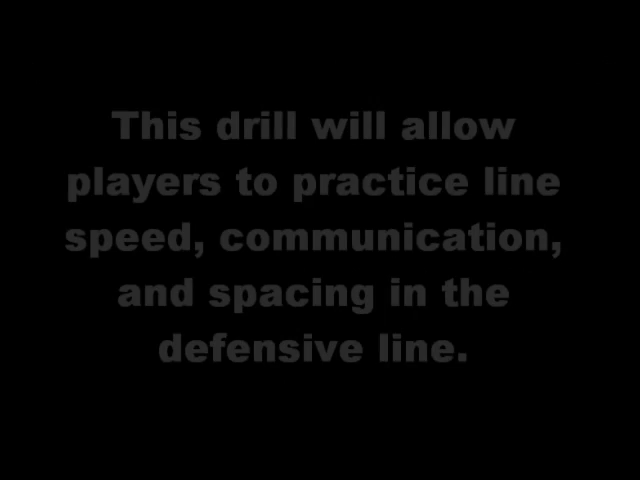 This drill will allow
players to practice line
speed, communication,
and spacing in the
defensive line.